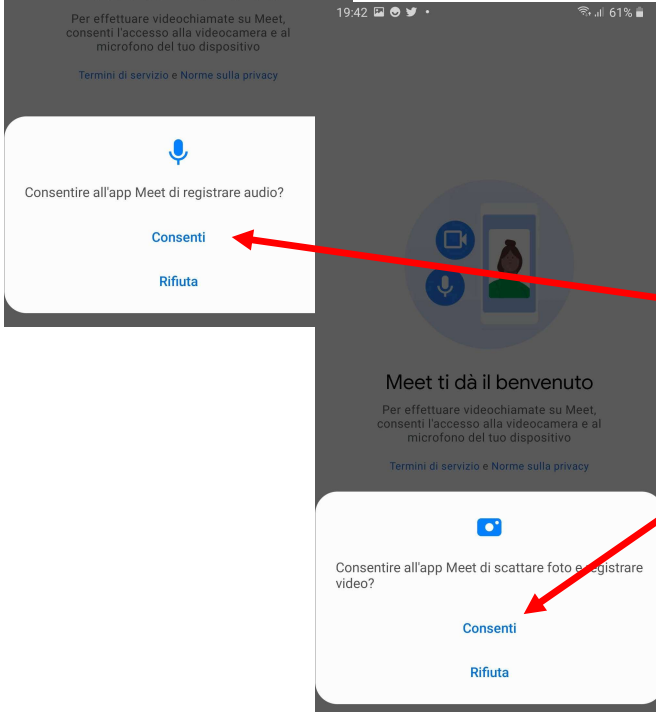 Per effettuare videochiamate su Meet,
consenti l'accesso alla videocamera e al
microfono del tuo dispositivo
Termini di servizio e Norme sulla privacy
Consentire all'app Meet di registrare audio?
Consenti
Rifiuta
19:42
61%
Meet ti dà il benvenuto
Per effettuare videochiamate su Meet,
consenti l'accesso alla videocamera e al
microfono del tuo dispositivo
Termini di servizio e Norme sulla privacy
Consentire all'app Meet di scattare foto e registrare
video?
Consenti
Rifiuta